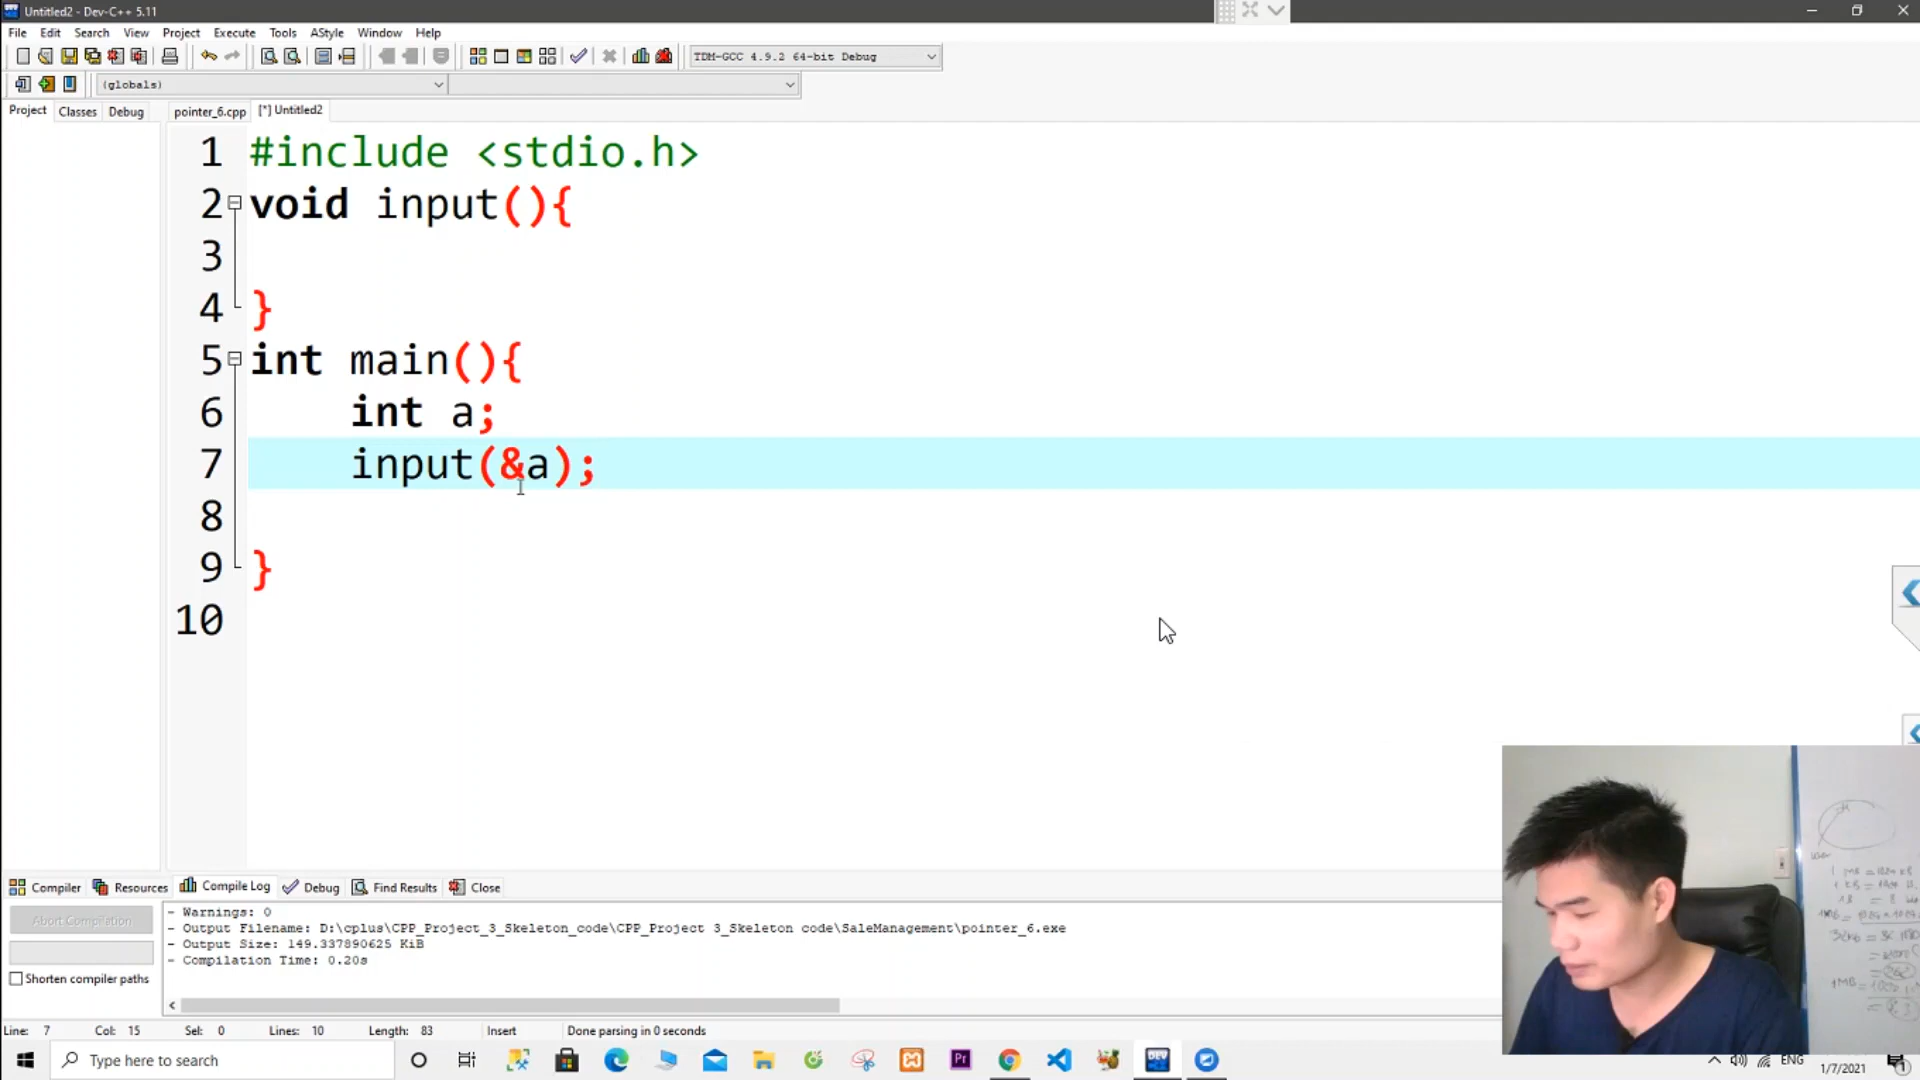 Untitled2 - Dev-C++ 5.11
File Edit Search View Project Execute Tools AStyle Window Help
TDM-GCC 4.9.2 64-bit Debug
(globals)
Project Classes Debug pointer_6.cpp [*] Untitled2
1 #include <stdio.h>
2 void input(){
3
4 }
5 int main(){
6 int a;
7 input(&a);
8
9 }
10
Compiler Resources Compile Log Debug Find Results Close
Abort Compilation
Shorten compiler paths
- Warnings: 0
- Output Filename: D:\cplus\CPP_Project_3_Skeleton_code\CPP_Project 3_Skeleton code\SaleManagement\pointer_6.exe
- Output Size: 149.337890625 KiB
- Compilation Time: 0.20s
Line: 7 Col: 15 Sel: 0 Lines: 10 Length: 83 Insert Done parsing in 0 seconds
Type here to search
Pr
DEV
ENG
1/7/2021